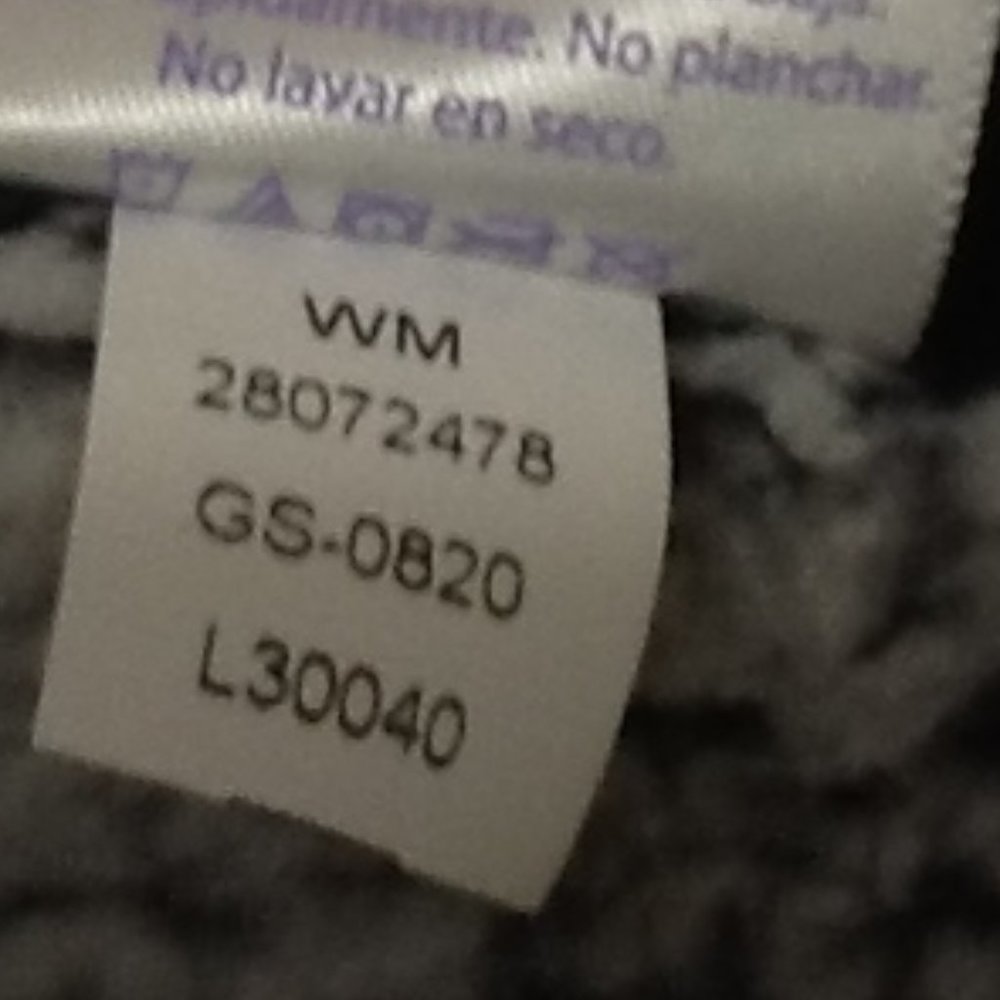 No planchar.
No lavar en seco.
WM
28072478
GS-0820
L30040